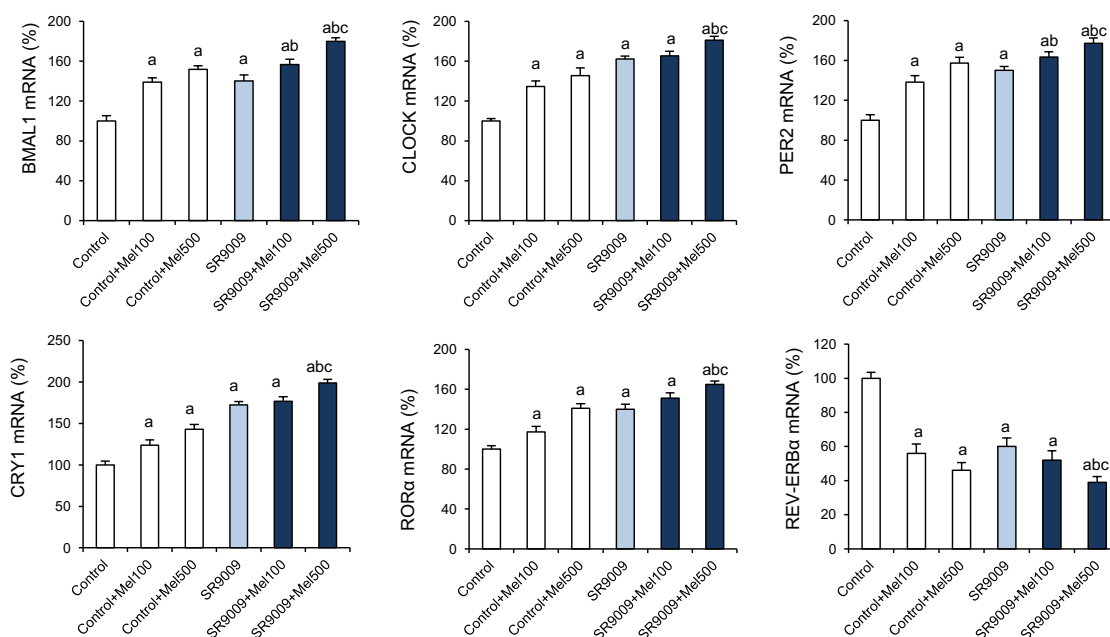 BMAL1 mRNA (%)
200
160
120
80
40
0
a
a
a
ab
abc
Control
Control+Mel100
Control+Mel500
SR9009
SR9009+Mel100
SR9009+Mel500
CLOCK mRNA (%)
200
160
120
80
40
0
a
a
a
a
abc
Control
Control+Mel100
Control+Mel500
SR9009
SR9009+Mel100
SR9009+Mel500
PER2 mRNA (%)
200
160
120
80
40
0
a
a
a
ab
abc
Control
Control+Mel100
Control+Mel500
SR9009
SR9009+Mel100
SR9009+Mel500
CRY1 mRNA (%)
250
200
150
100
50
0
a
a
a
a
abc
Control
Control+Mel100
Control+Mel500
SR9009
SR9009+Mel100
SR9009+Mel500
RORα mRNA (%)
200
160
120
80
40
0
a
a
a
a
abc
Control
Control+Mel100
Control+Mel500
SR9009
SR9009+Mel100
SR9009+Mel500
REV-ERBα mRNA (%)
120
100
80
60
40
20
0
a
a
a
a
abc
Control
Control+Mel100
Control+Mel500
SR9009
SR9009+Mel100
SR9009+Mel500